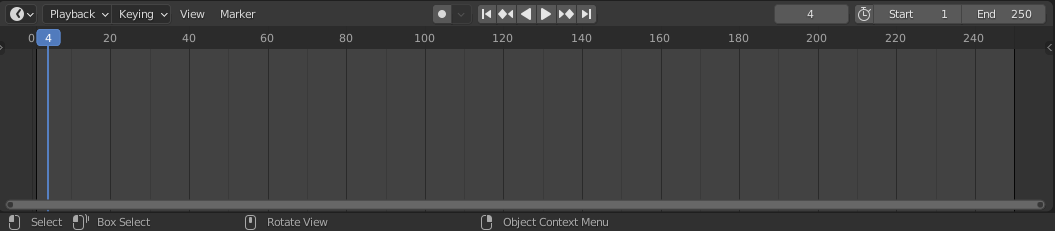 Playback Keying View Marker 4 Start 1 End 250
0 4 20 40 60 80 100 120 140 160 180 200 220 240
Select Box Select Rotate View Object Context Menu